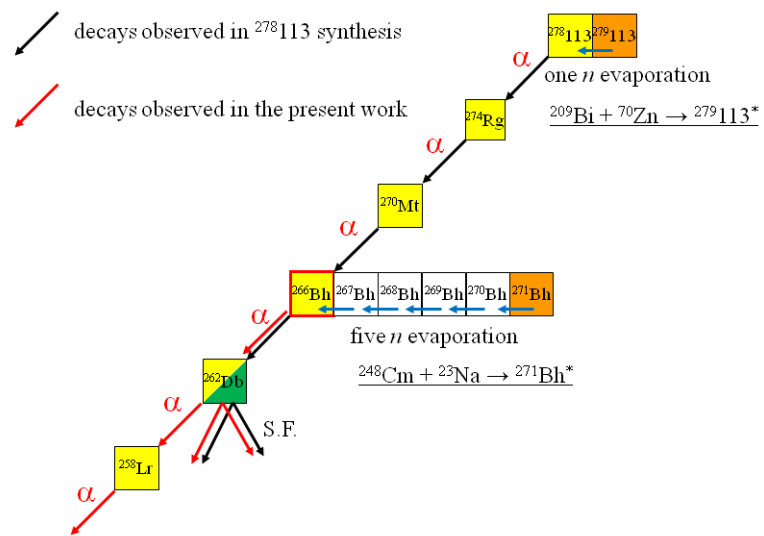 decays observed in ²⁷⁸113 synthesis
²⁷⁸113 ²⁷⁹113
α
one n evaporation
decays observed in the present work
²⁰⁹Bi + ⁷⁰Zn → ²⁷⁹113*
²⁷⁴Rg
α
²⁷⁰Mt
α
²⁶⁶Bh ²⁶⁷Bh ²⁶⁸Bh ²⁶⁹Bh ²⁷⁰Bh ²⁷¹Bh
α
five n evaporation
²⁴⁸Cm + ²³Na → ²⁷¹Bh*
²⁶²Db
α
S.F.
²⁵⁸Lr
α